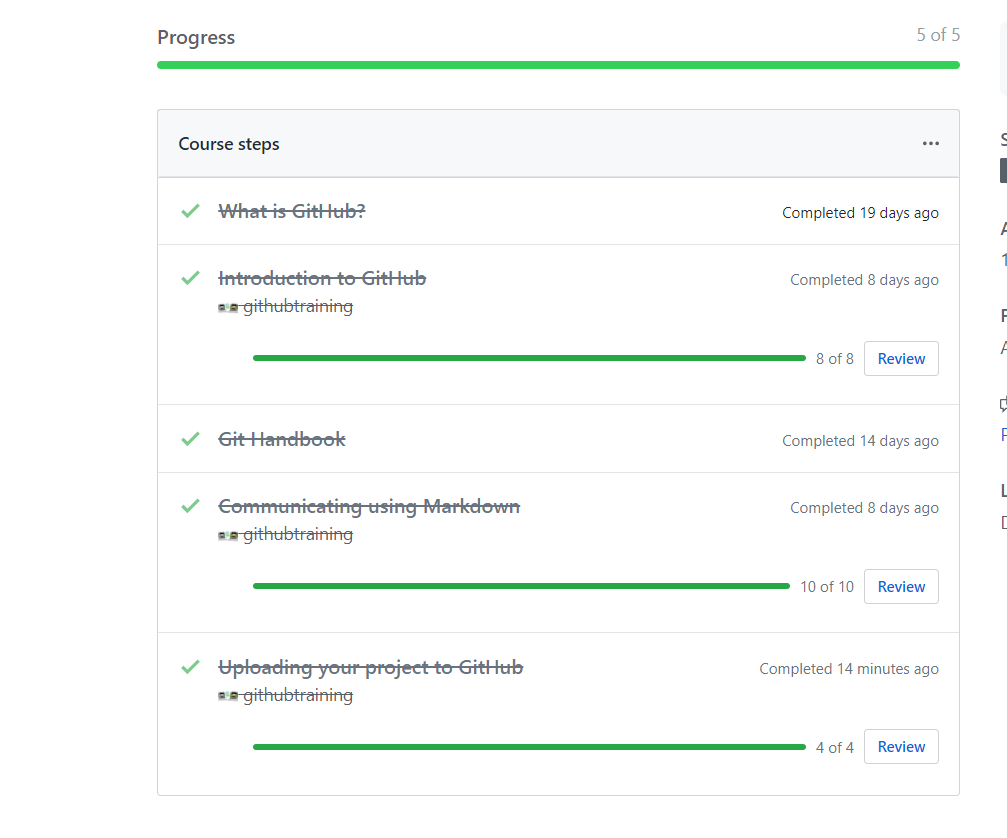 Progress
5 of 5
Course steps
What is GitHub?
Completed 19 days ago
Introduction to GitHub
Completed 8 days ago
githubtraining
8 of 8
Review
Git Handbook
Completed 14 days ago
Communicating using Markdown
Completed 8 days ago
githubtraining
10 of 10
Review
Uploading your project to GitHub
Completed 14 minutes ago
githubtraining
4 of 4
Review